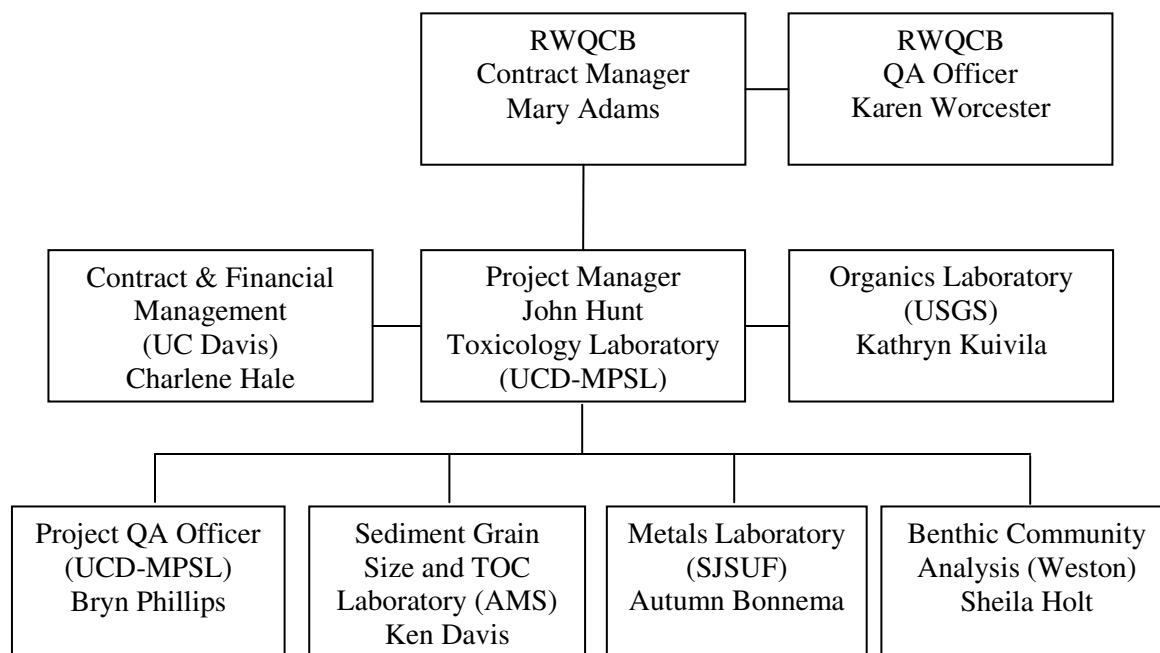 RWQCB
Contract Manager
Mary Adams
RWQCB
QA Officer
Karen Worcester
Contract & Financial
Management
(UC Davis)
Charlene Hale
Project Manager
John Hunt
Toxicology Laboratory
(UCD-MPSL)
Organics Laboratory
(USGS)
Kathryn Kuivila
Project QA Officer
(UCD-MPSL)
Bryn Phillips
Sediment Grain
Size and TOC
Laboratory (AMS)
Ken Davis
Metals Laboratory
(SJSUF)
Autumn Bonnema
Benthic Community
Analysis (Weston)
Sheila Holt